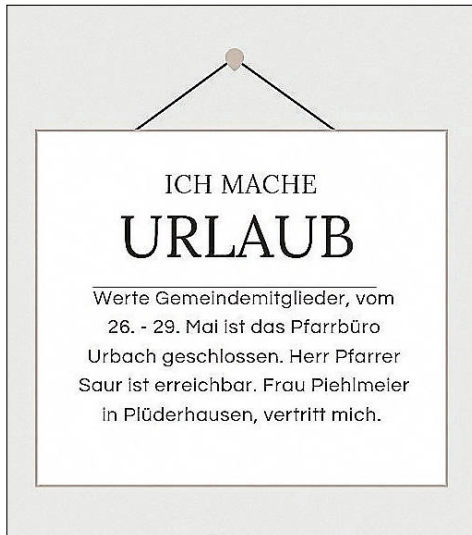 ICH MACHE
URLAUB
Werte Gemeindemitglieder, vom
26. - 29. Mai ist das Pfarrbüro
Urbach geschlossen. Herr Pfarrer
Saur ist erreichbar. Frau Piehlmeier
in Plüderhausen, vertritt mich.